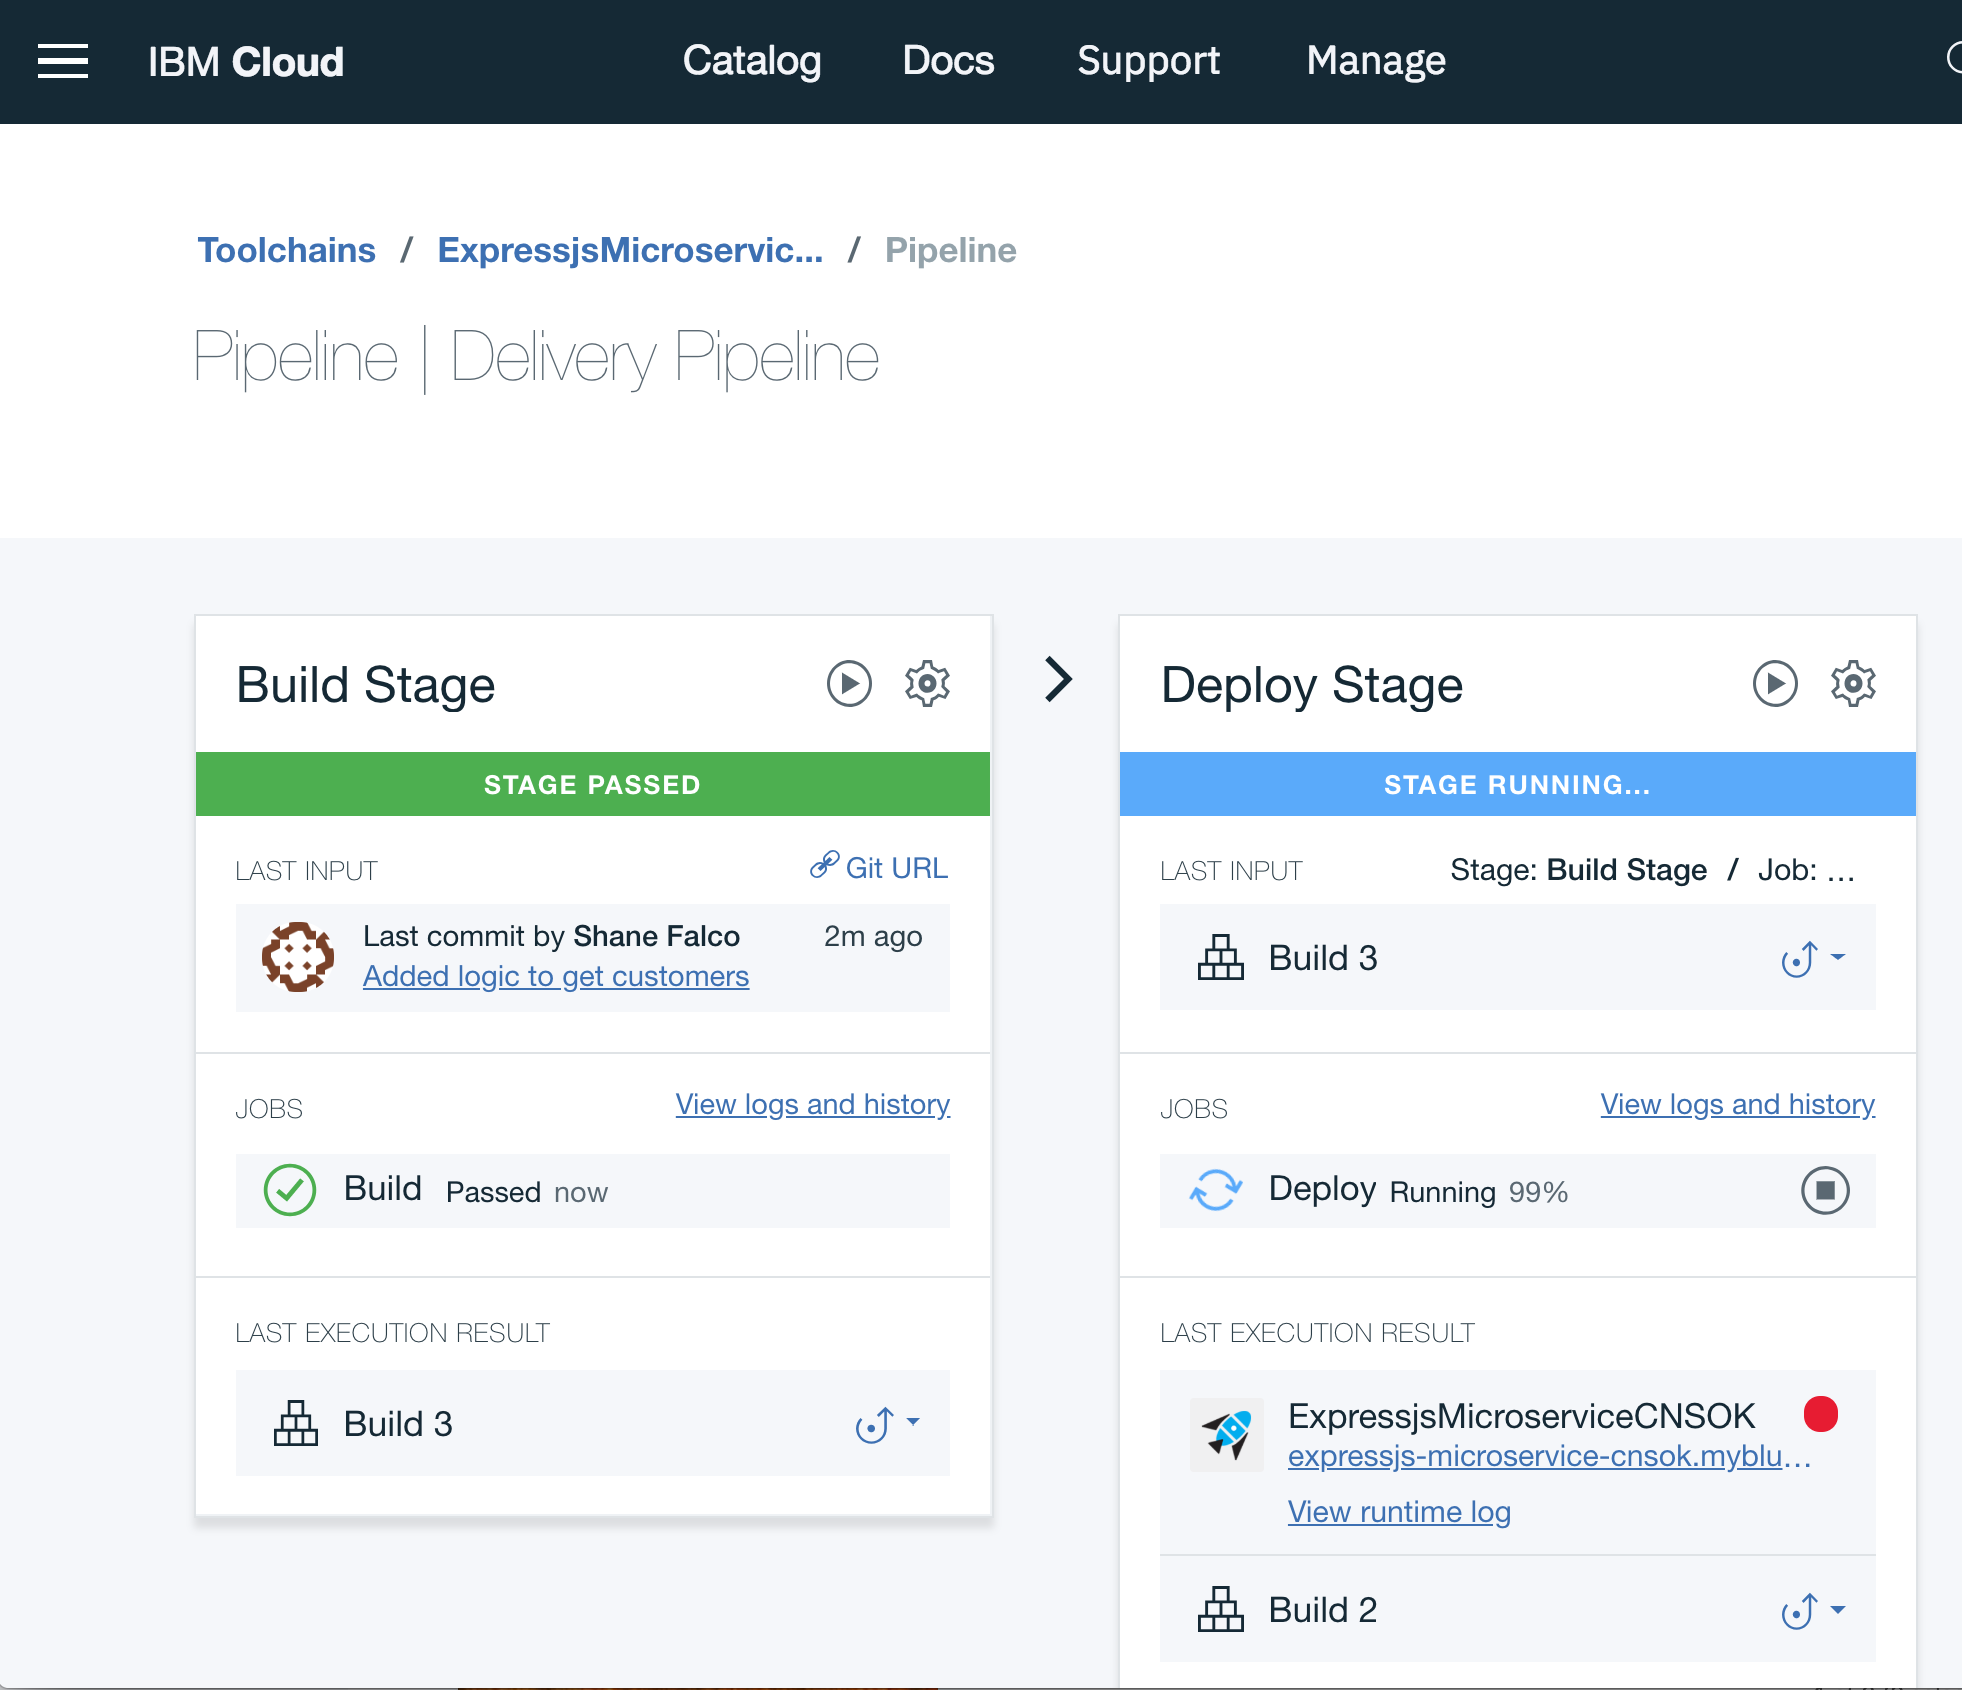 IBM Cloud Catalog Docs Support Manage
Toolchains / ExpressjsMicroservic... / Pipeline
Pipeline | Delivery Pipeline
Build Stage
STAGE PASSED
LAST INPUT Git URL
Last commit by Shane Falco 2m ago
Added logic to get customers
JOBS View logs and history
Build Passed now
LAST EXECUTION RESULT
Build 3
Deploy Stage
STAGE RUNNING...
LAST INPUT Stage: Build Stage / Job: ...
Build 3
JOBS View logs and history
Deploy Running 99%
LAST EXECUTION RESULT
ExpressjsMicroserviceCNSOK
expressjs-microservice-cnsok.myblu...
View runtime log
Build 2